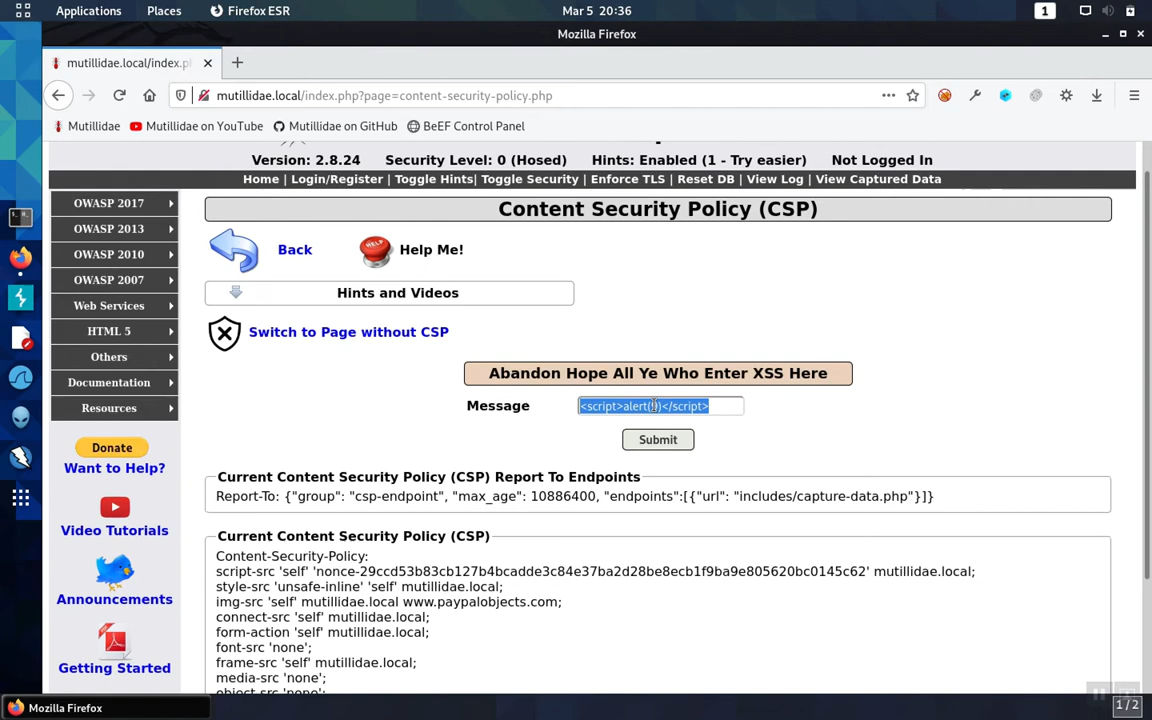 Applications Places Firefox ESR Mar 5 20:36 1
Mozilla Firefox
mutillidae.local/index.ph
mutillidae.local/index.php?page=content-security-policy.php
Mutillidae Mutillidae on YouTube Mutillidae on GitHub BeEF Control Panel
Version: 2.8.24 Security Level: 0 (Hosed) Hints: Enabled (1 - Try easier) Not Logged In
Home | Login/Register | Toggle Hints| Toggle Security | Enforce TLS | Reset DB | View Log | View Captured Data
OWASP 2017
OWASP 2013
OWASP 2010
OWASP 2007
Web Services
HTML 5
Others
Documentation
Resources
Donate
Want to Help?
Video Tutorials
Announcements
Getting Started
Content Security Policy (CSP)
Back HELP Help Me!
Hints and Videos
Switch to Page without CSP
Abandon Hope All Ye Who Enter XSS Here
Message
Submit
Current Content Security Policy (CSP) Report To Endpoints
Report-To: {"group": "csp-endpoint", "max_age": 10886400, "endpoints":[{"url": "includes/capture-data.php"}]}
Current Content Security Policy (CSP)
Content-Security-Policy:
script-src 'self' 'nonce-29ccd53b83cb127b4bcadde3c84e37ba2d28be8ecb1f9ba9e805620bc0145c62' mutillidae.local;
style-src 'unsafe-inline' 'self' mutillidae.local;
img-src 'self' mutillidae.local www.paypalobjects.com;
connect-src 'self' mutillidae.local;
form-action 'self' mutillidae.local;
font-src 'none';
frame-src 'self' mutillidae.local;
media-src 'none';
object-src 'none';
Mozilla Firefox
1 / 2